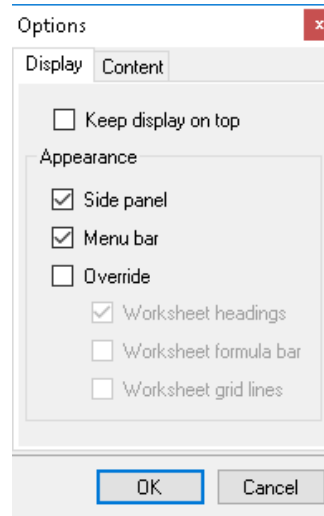 Options
Display Content
Keep display on top
Appearance
Side panel
Menu bar
Override
Worksheet headings
Worksheet formula bar
Worksheet grid lines
OK Cancel